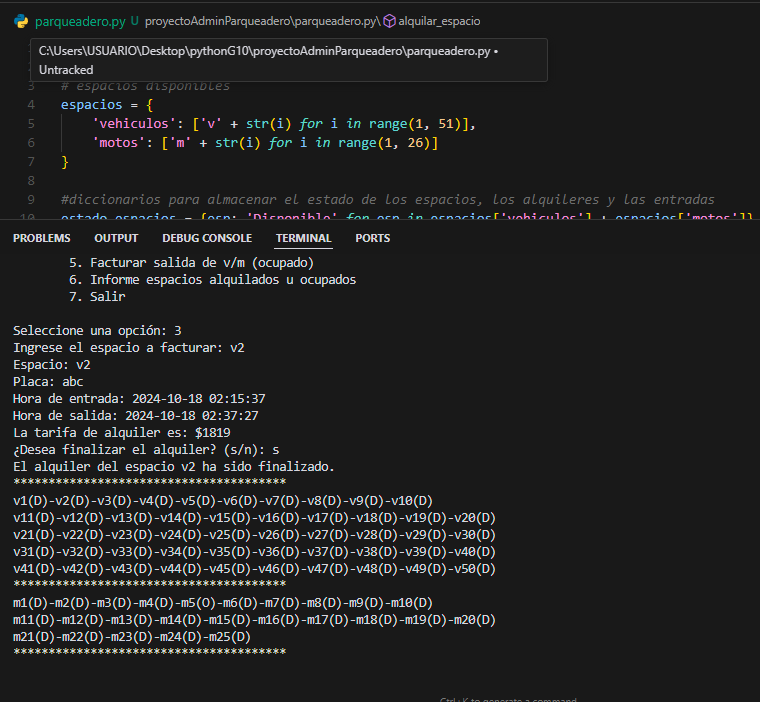 parqueadero.py U proyectoAdminParqueadero\parqueadero.py\ alquilar_espacio
C:\Users\USUARIO\Desktop\pythonG10\proyectoAdminParqueadero\parqueadero.py •
Untracked
3 # espacios disponibles
4 espacios = {
5 'vehiculos': ['v' + str(i) for i in range(1, 51)],
6 'motos': ['m' + str(i) for i in range(1, 26)]
7 }
8
9 #diccionarios para almacenar el estado de los espacios, los alquileres y las entradas
10 estado_espacios = {esp: 'Disponible' for esp in espacios['vehiculos'] + espacios['motos']}
PROBLEMS OUTPUT DEBUG CONSOLE TERMINAL PORTS
5. Facturar salida de v/m (ocupado)
6. Informe espacios alquilados u ocupados
7. Salir
Seleccione una opción: 3
Ingrese el espacio a facturar: v2
Espacio: v2
Placa: abc
Hora de entrada: 2024-10-18 02:15:37
Hora de salida: 2024-10-18 02:37:27
La tarifa de alquiler es: $1819
¿Desea finalizar el alquiler? (s/n): s
El alquiler del espacio v2 ha sido finalizado.
***************************************
v1(D)-v2(D)-v3(D)-v4(D)-v5(D)-v6(D)-v7(D)-v8(D)-v9(D)-v10(D)
v11(D)-v12(D)-v13(D)-v14(D)-v15(D)-v16(D)-v17(D)-v18(D)-v19(D)-v20(D)
v21(D)-v22(D)-v23(D)-v24(D)-v25(D)-v26(D)-v27(D)-v28(D)-v29(D)-v30(D)
v31(D)-v32(D)-v33(D)-v34(D)-v35(D)-v36(D)-v37(D)-v38(D)-v39(D)-v40(D)
v41(D)-v42(D)-v43(D)-v44(D)-v45(D)-v46(D)-v47(D)-v48(D)-v49(D)-v50(D)
***************************************
m1(D)-m2(D)-m3(D)-m4(D)-m5(O)-m6(D)-m7(D)-m8(D)-m9(D)-m10(D)
m11(D)-m12(D)-m13(D)-m14(D)-m15(D)-m16(D)-m17(D)-m18(D)-m19(D)-m20(D)
m21(D)-m22(D)-m23(D)-m24(D)-m25(D)
***************************************
Ctrl+K to generate a command